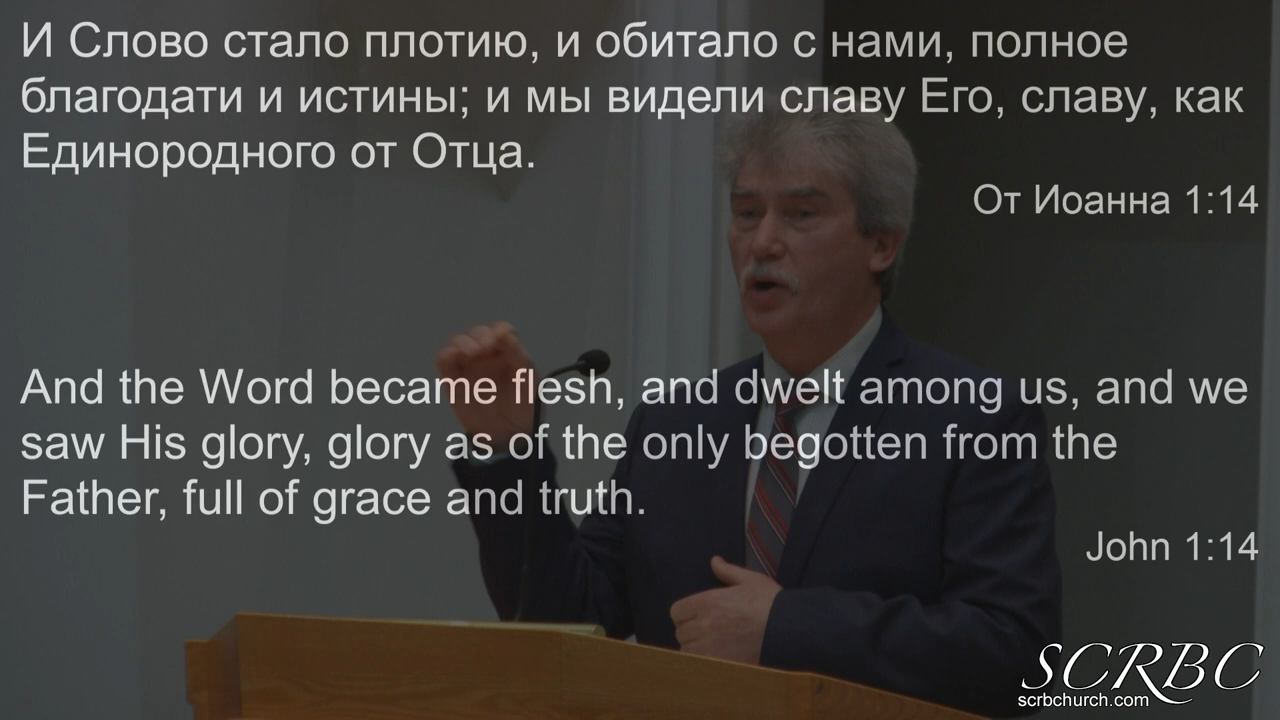 И Слово стало плотию, и обитало с нами, полное
благодати и истины; и мы видели славу Его, славу, как
Единородного от Отца.
От Иоанна 1:14
And the Word became flesh, and dwelt among us, and we
saw His glory, glory as of the only begotten from the
Father, full of grace and truth.
John 1:14
SCRBC
scrbchurch.com